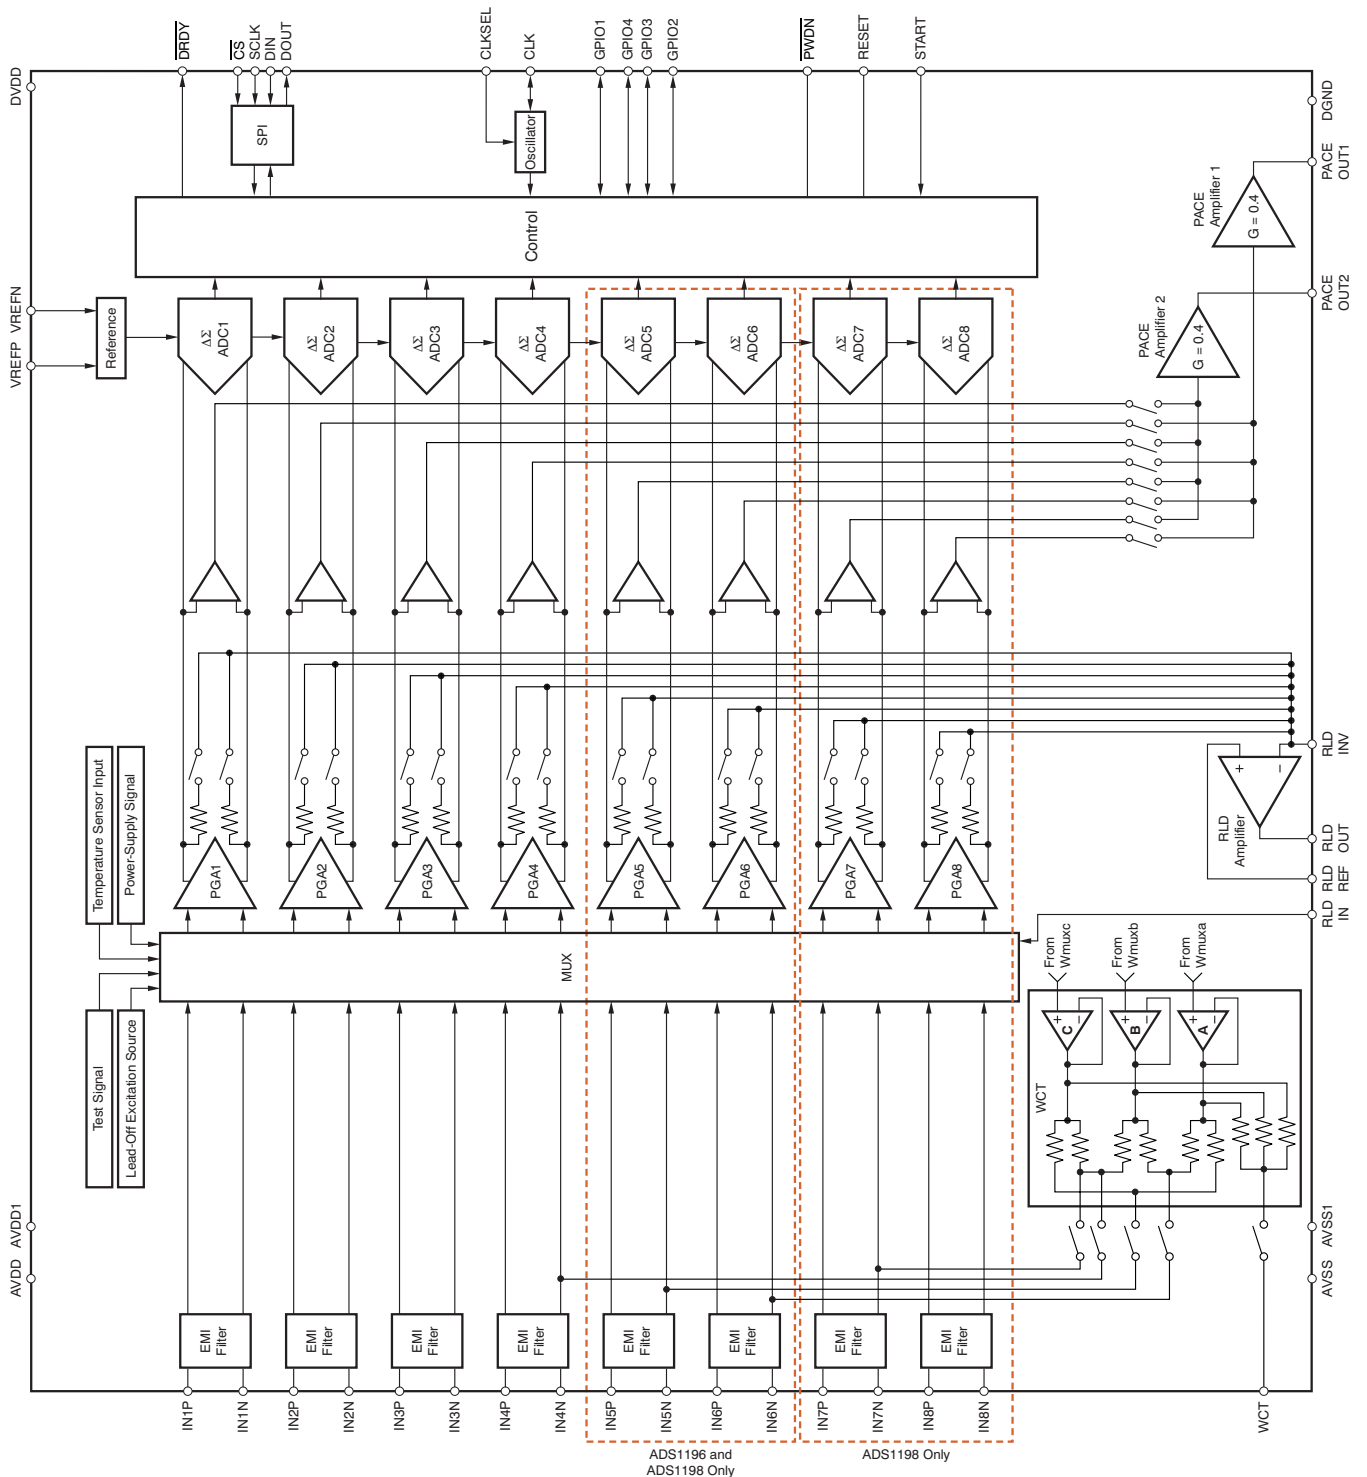 DVDD
DRDY
CS
SCLK
DIN
DOUT
CLKSEL
CLK
GPIO1
GPIO4
GPIO3
GPIO2
PWDN
RESET
START
DGND
SPI
Oscillator
Control
PACE
OUT1
PACE
Amplifier 1
G = 0.4
VREFP
VREFN
Reference
ΔΣ
ADC1
ΔΣ
ADC2
ΔΣ
ADC3
ΔΣ
ADC4
ΔΣ
ADC5
ΔΣ
ADC6
ΔΣ
ADC7
ΔΣ
ADC8
PACE
Amplifier 2
G = 0.4
PACE
OUT2
Temperature Sensor Input
Power-Supply Signal
PGA1
PGA2
PGA3
PGA4
PGA5
PGA6
PGA7
PGA8
+
−
RLD
Amplifier
RLD
INV
RLD
OUT
RLD
REF
RLD
IN
MUX
Test Signal
Lead-Off Excitation Source
From
Wmuxc
From
Wmuxb
From
Wmuxa
+
−
C
+
−
B
+
−
A
WCT
AVDD1
AVDD
AVSS1
AVSS
EMI
Filter
EMI
Filter
EMI
Filter
EMI
Filter
EMI
Filter
EMI
Filter
EMI
Filter
EMI
Filter
IN1P
IN1N
IN2P
IN2N
IN3P
IN3N
IN4P
IN4N
IN5P
IN5N
IN6P
IN6N
IN7P
IN7N
IN8P
IN8N
WCT
ADS1196 and
ADS1198 Only
ADS1198 Only